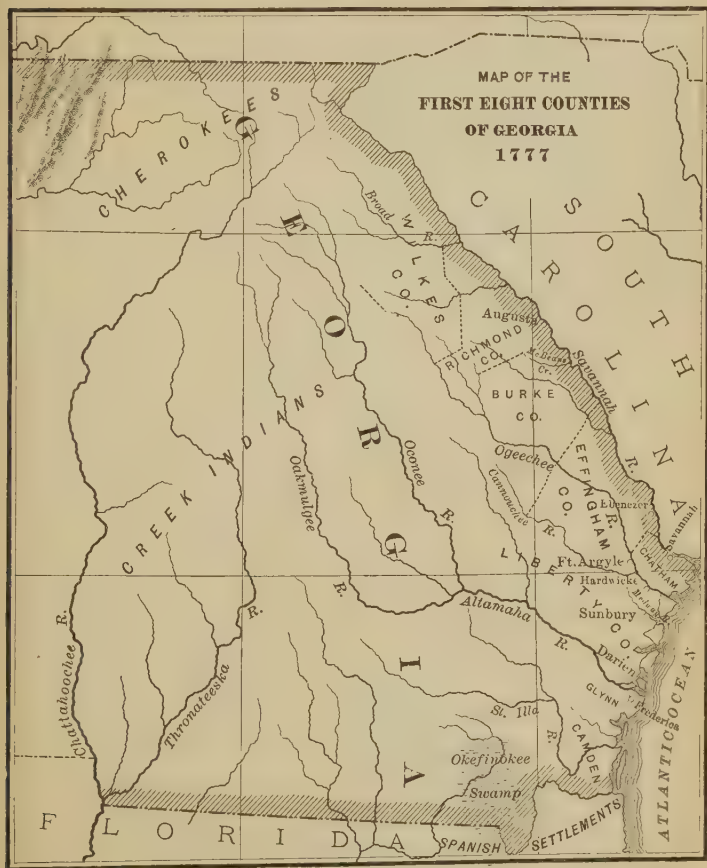 MAP OF THE
FIRST EIGHT COUNTIES
OF GEORGIA
1777
SOUTH
CAROLINA
CHEROKEES
GEORGIA
Broad R.
WILKES
CO.
Augusta
RICHMOND
CO.
Cr.
Savannah R.
BURKE
CO.
CREEK INDIANS
Oakmulgee R.
Oconee R.
Ogeechee R.
Cannouchee R.
EFFINGHAM
CO.
Ebenezer
Savannah
CHATHAM
Ft. Argyle
Hardwicke
LIBERTY CO.
Sunbury
Altamaha R.
Darien
GLYNN
Frederica
St. Illa R.
CAMDEN
Okefinokee
Swamp
Chattahoochee R.
Thronateeska R.
ATLANTIC OCEAN
FLORIDA
SPANISH SETTLEMENTS